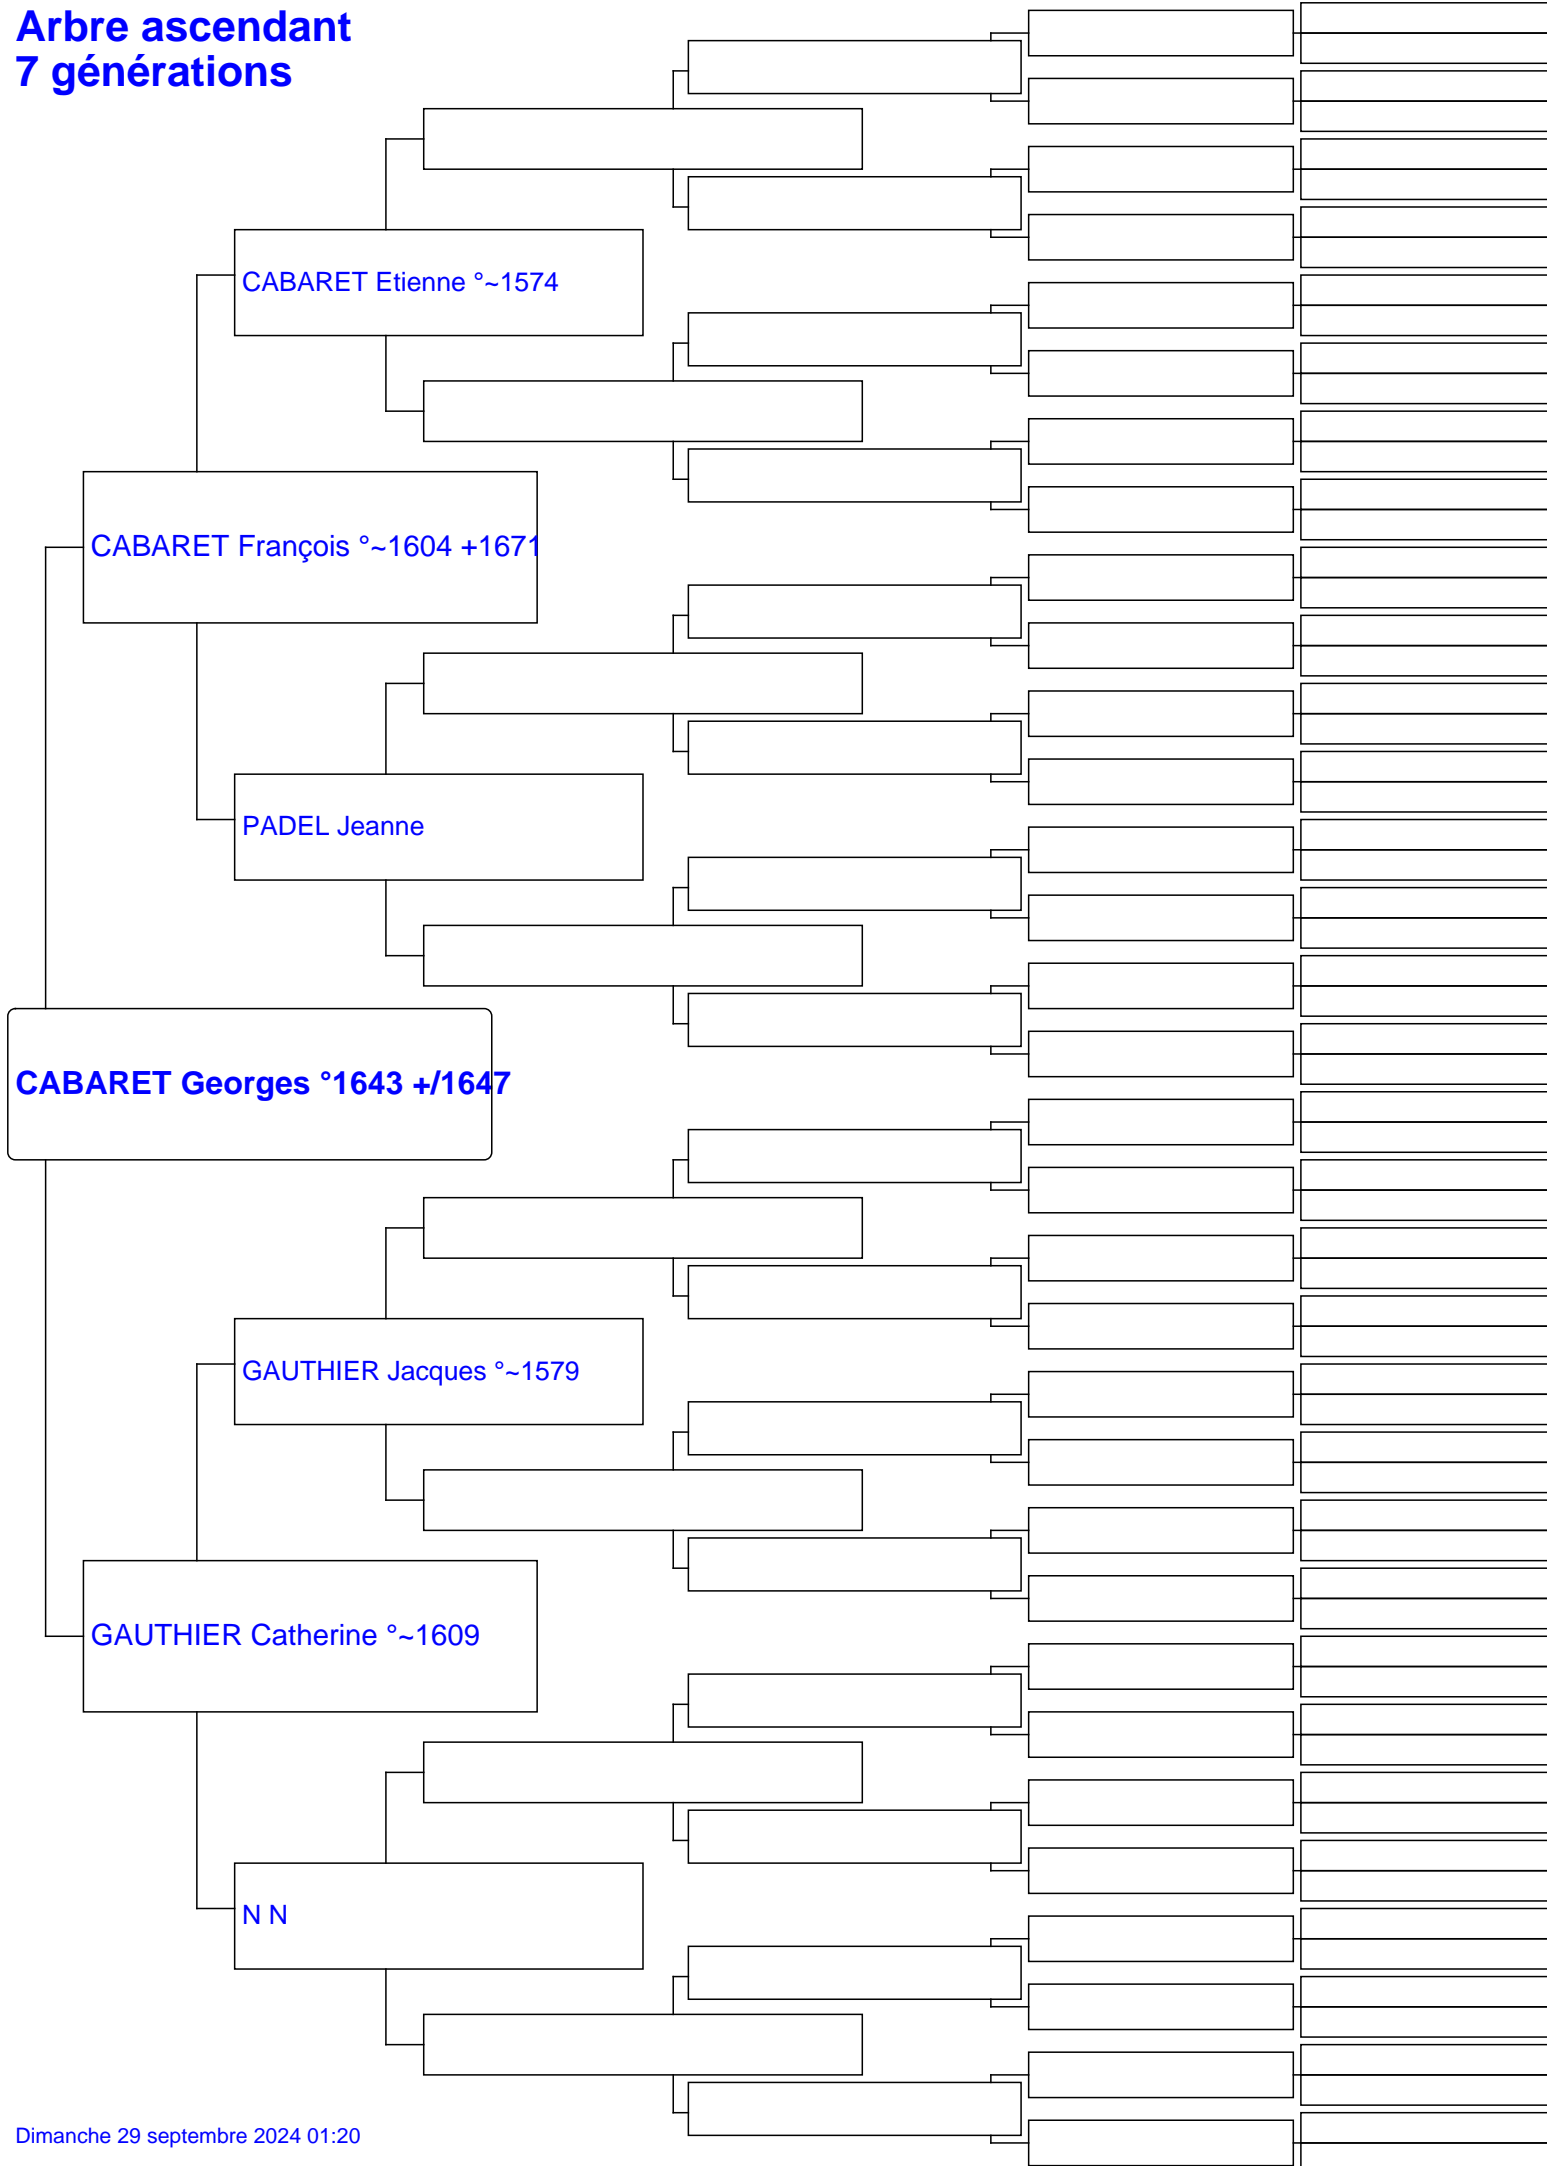 Arbre ascendant
7 générations
CABARET Etienne °~1574
CABARET François °~1604 +1671
PADEL Jeanne
CABARET Georges °1643 +/1647
GAUTHIER Jacques °~1579
GAUTHIER Catherine °~1609
N N
Dimanche 29 septembre 2024 01:20